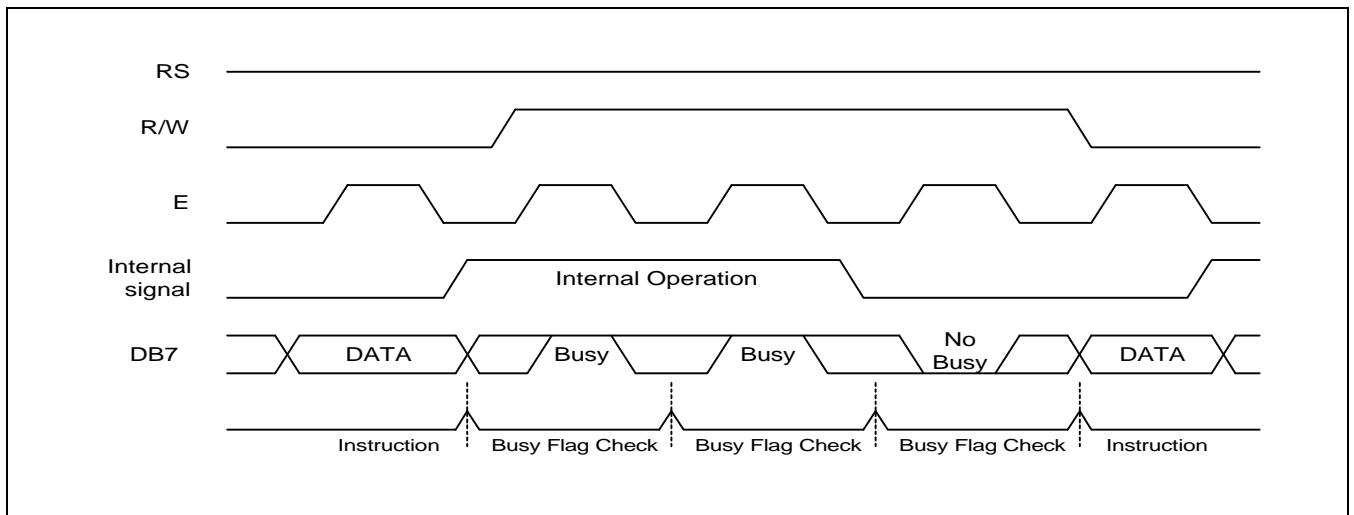 RS
R/W
E
Internal
signal
Internal Operation
DB7
DATA
Busy
Busy
No
Busy
DATA
Instruction
Busy Flag Check
Busy Flag Check
Busy Flag Check
Instruction